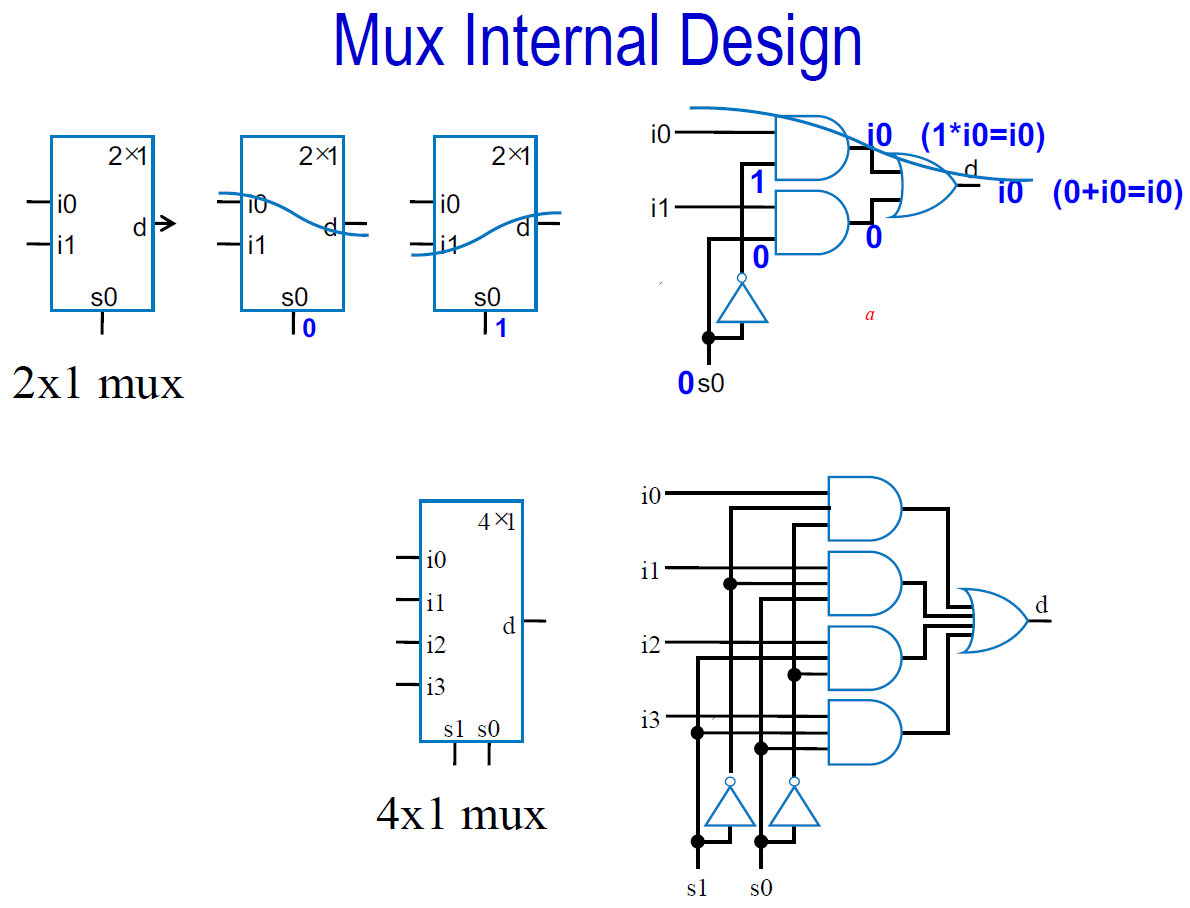 Mux Internal Design
2×1
i0
i1
d
s0
2×1
i0
i1
d
s0
0
2×1
i0
i1
d
s0
1
2x1 mux
i0
i0 (1*i0=i0)
d
1
i0 (0+i0=i0)
i1
0
0
a
0 s0
4×1
i0
i1
i2
i3
d
s1 s0
4x1 mux
i0
i1
i2
i3
d
s1 s0